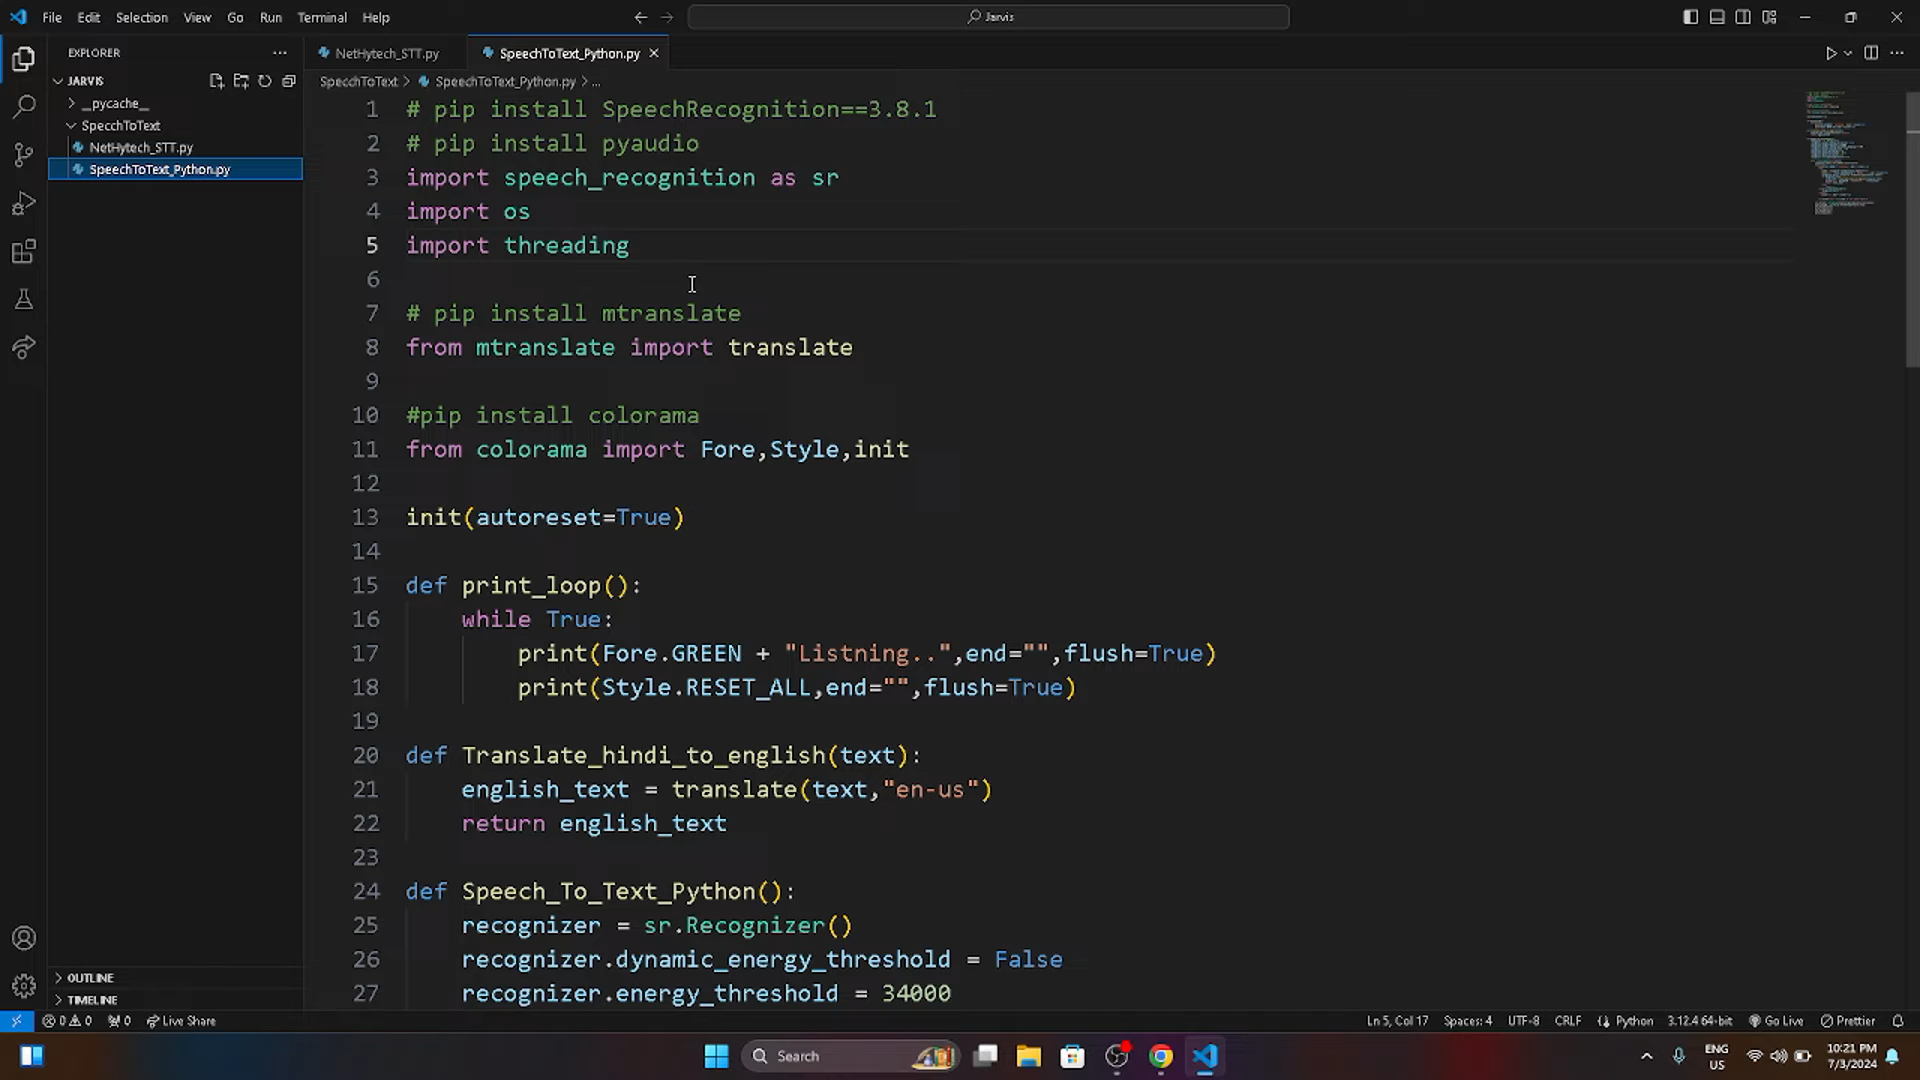 File Edit Selection View Go Run Terminal Help
Jarvis
EXPLORER
JARVIS
__pycache__
SpecchToText
NetHytech_STT.py
SpeechToText_Python.py
OUTLINE
TIMELINE
NetHytech_STT.py
SpeechToText_Python.py
SpecchToText > SpeechToText_Python.py > ...
1 # pip install SpeechRecognition==3.8.1
2 # pip install pyaudio
3 import speech_recognition as sr
4 import os
5 import threading
6
7 # pip install mtranslate
8 from mtranslate import translate
9
10 #pip install colorama
11 from colorama import Fore,Style,init
12
13 init(autoreset=True)
14
15 def print_loop():
16 while True:
17 print(Fore.GREEN + "Listning..",end="",flush=True)
18 print(Style.RESET_ALL,end="",flush=True)
19
20 def Translate_hindi_to_english(text):
21 english_text = translate(text,"en-us")
22 return english_text
23
24 def Speech_To_Text_Python():
25 recognizer = sr.Recognizer()
26 recognizer.dynamic_energy_threshold = False
27 recognizer.energy_threshold = 34000
0 0 0 Live Share Ln 5, Col 17 Spaces: 4 UTF-8 CRLF Python 3.12.4 64-bit Go Live Prettier
Search
ENG
US
10:21 PM
7/3/2024